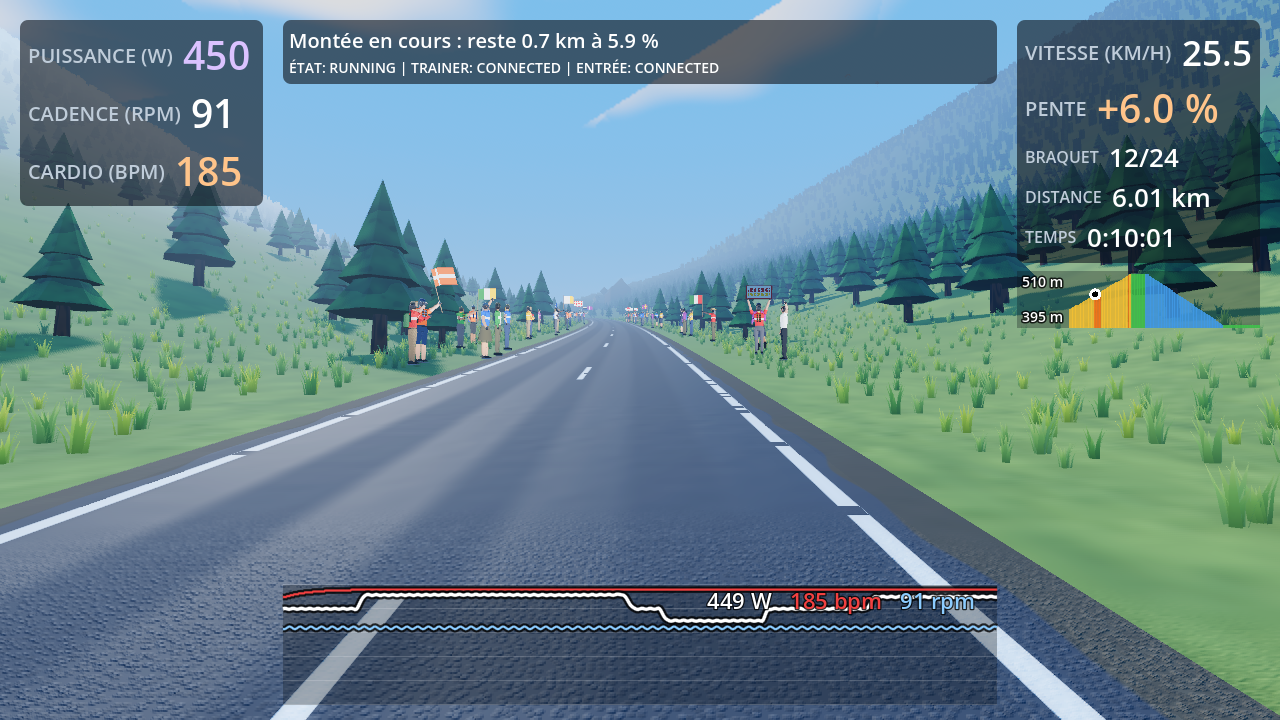 PUISSANCE (W) 450
CADENCE (RPM) 91
CARDIO (BPM) 185
Montée en cours : reste 0.7 km à 5.9 %
ÉTAT: RUNNING | TRAINER: CONNECTED | ENTRÉE: CONNECTED
VITESSE (KM/H) 25.5
PENTE +6.0 %
BRAQUET 12/24
DISTANCE 6.01 km
TEMPS 0:10:01
510 m
395 m
449 W 185 bpm 91 rpm